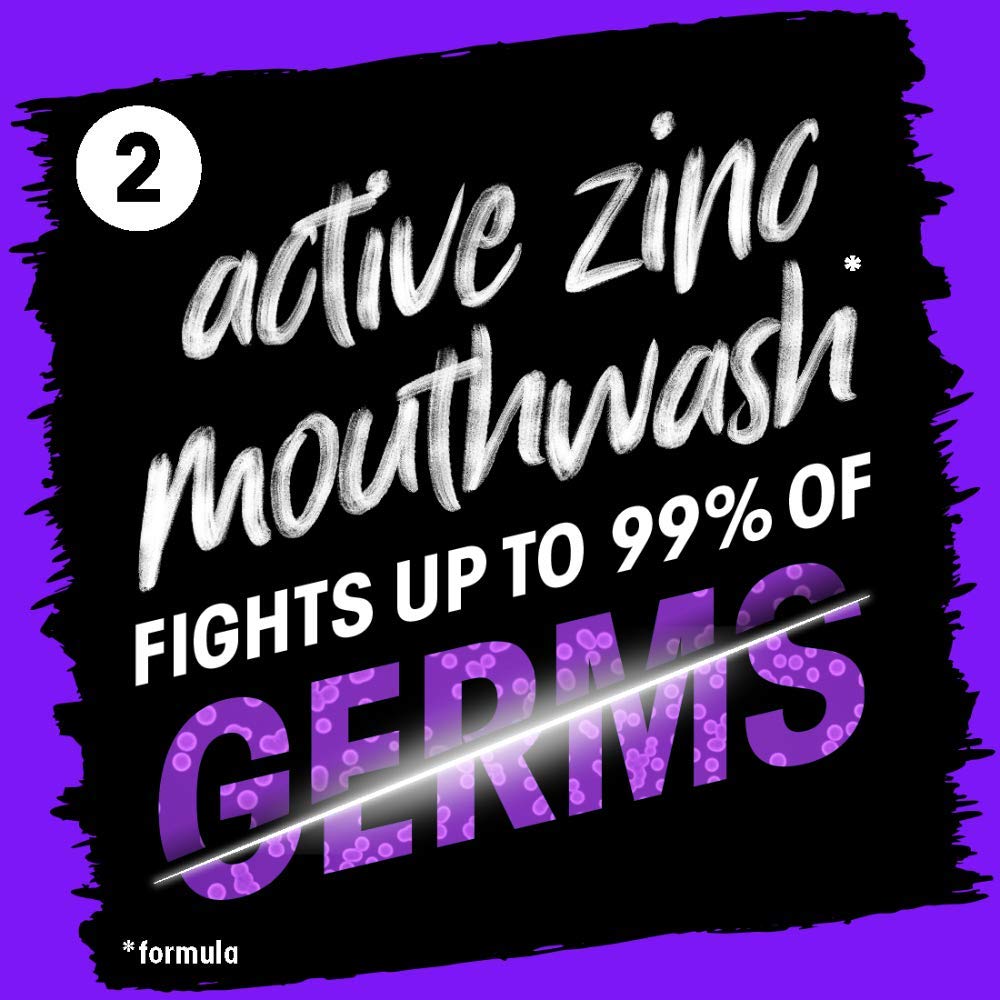 2
active zinc
mouthwash*
FIGHTS UP TO 99% OF
GERMS
*formula